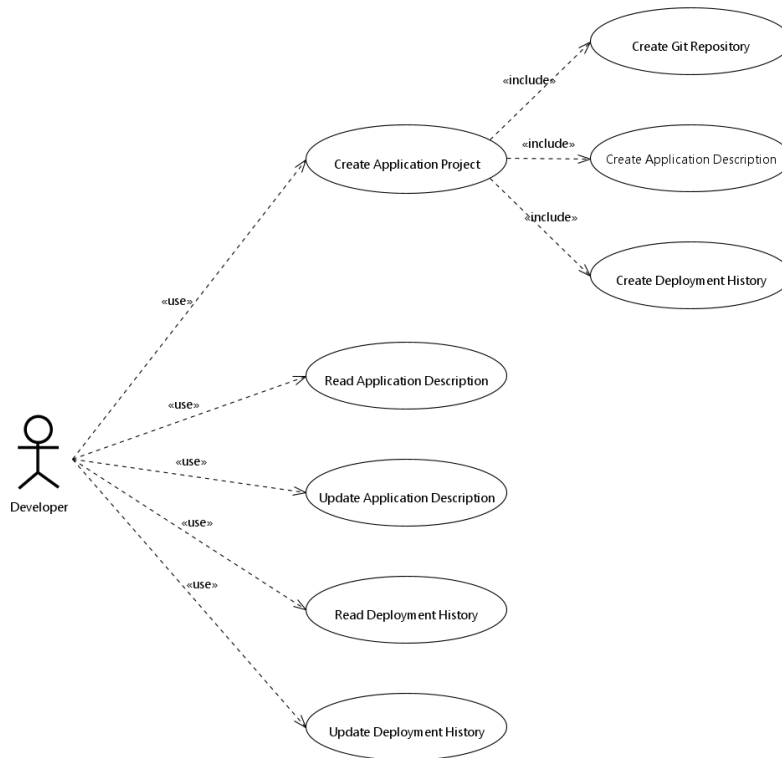 Create Git Repository
«include»
«include»
Create Application Project
Create Application Description
«include»
Create Deployment History
«use»
Read Application Description
«use»
«use»
Update Application Description
Developer
«use»
«use»
Read Deployment History
Update Deployment History